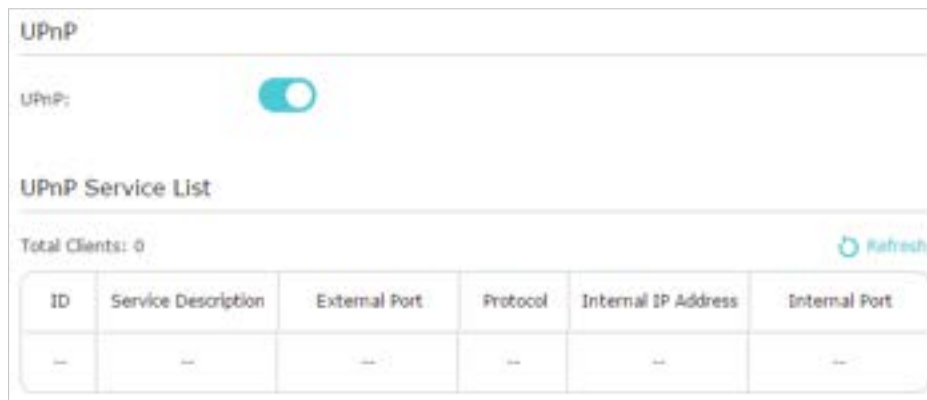 UPnP
UPnP:
UPnP Service List
Total Clients: 0
Refresh
ID Service Description External Port Protocol Internal IP Address Internal Port
-- -- -- -- -- --